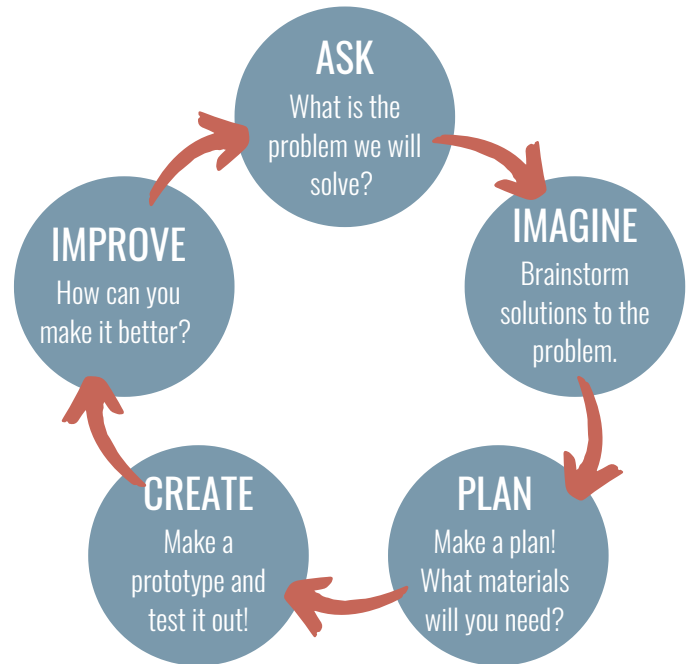 ASK
What is the
problem we will
solve?
IMAGINE
Brainstorm
solutions to the
problem.
PLAN
Make a plan!
What materials
will you need?
CREATE
Make a
prototype and
test it out!
IMPROVE
How can you
make it better?